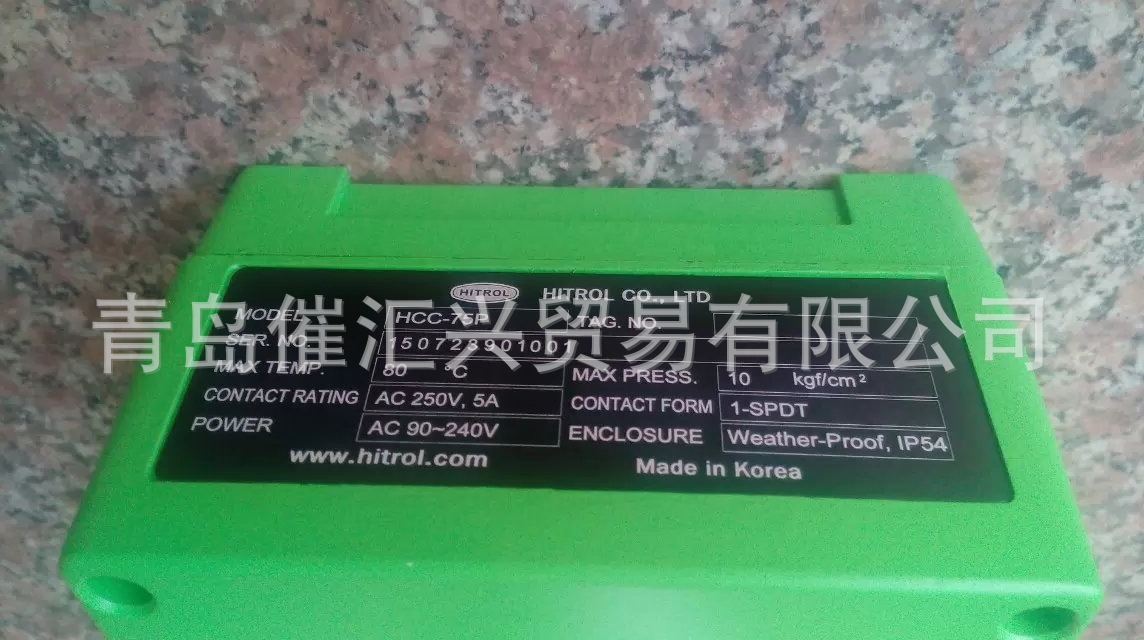 HITROL HITROL CO., LTD
MODEL HCC-75P TAG. NO.
SER. NO. 150723901001
MAX TEMP. 80 °C MAX PRESS. 10 kgf/cm²
CONTACT RATING AC 250V, 5A CONTACT FORM 1-SPDT
POWER AC 90~240V ENCLOSURE Weather-Proof, IP54
www.hitrol.com Made in Korea
青岛催汇兴贸易有限公司